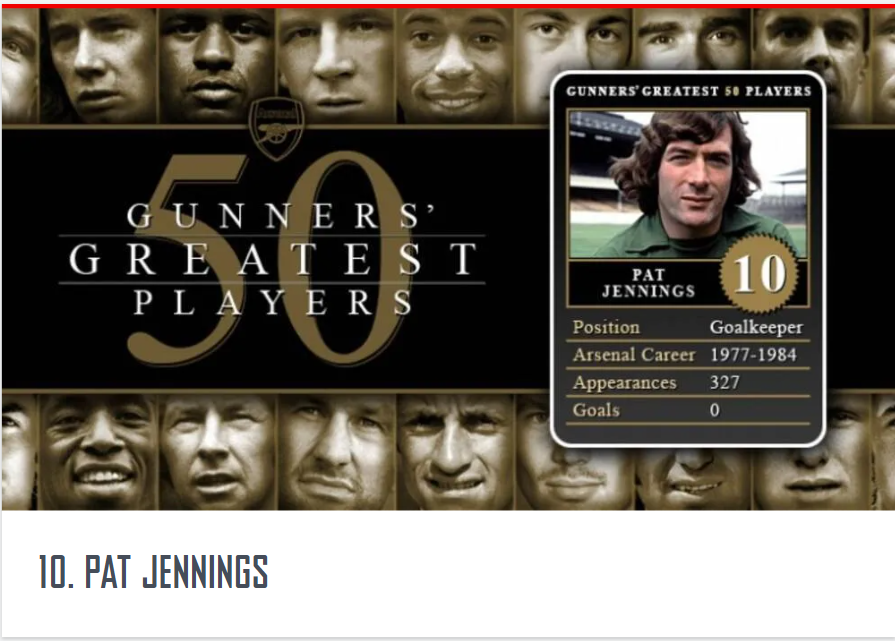 Arsenal
50
GUNNERS'
GREATEST
PLAYERS
GUNNERS' GREATEST 50 PLAYERS
PAT
JENNINGS
10
Position Goalkeeper
Arsenal Career 1977-1984
Appearances 327
Goals 0
10. PAT JENNINGS